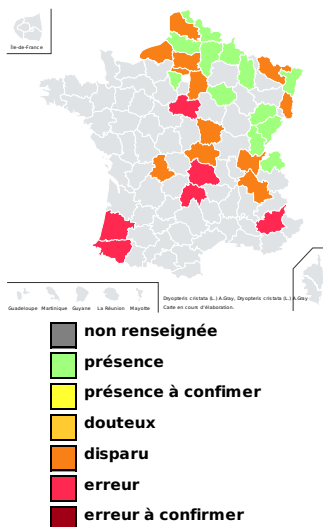 Île-de-France
Guadeloupe Martinique Guyane La Réunion Mayotte
Dryopteris cristata (L.) A.Gray, Dryopteris cristata (L.) A.Gray
Carte en cours d'élaboration.
non renseignée
présence
présence à confimer
douteux
disparu
erreur
erreur à confirmer